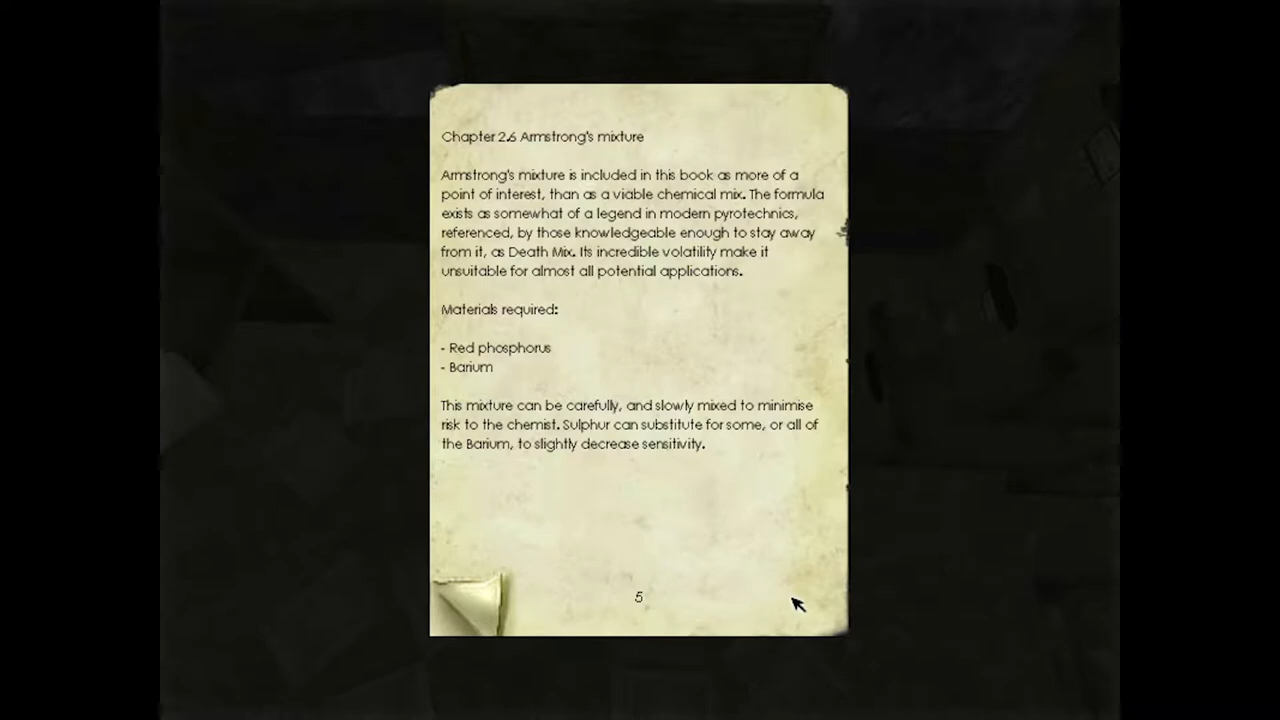 Chapter 2.6 Armstrong's mixture
Armstrong's mixture is included in this book as more of a
point of interest, than as a viable chemical mix. The formula
exists as somewhat of a legend in modern pyrotechnics,
referenced, by those knowledgeable enough to stay away
from it, as Death Mix. Its incredible volatility make it
unsuitable for almost all potential applications.
Materials required:
- Red phosphorus
- Barium
This mixture can be carefully, and slowly mixed to minimise
risk to the chemist. Sulphur can substitute for some, or all of
the Barium, to slightly decrease sensitivity.
5